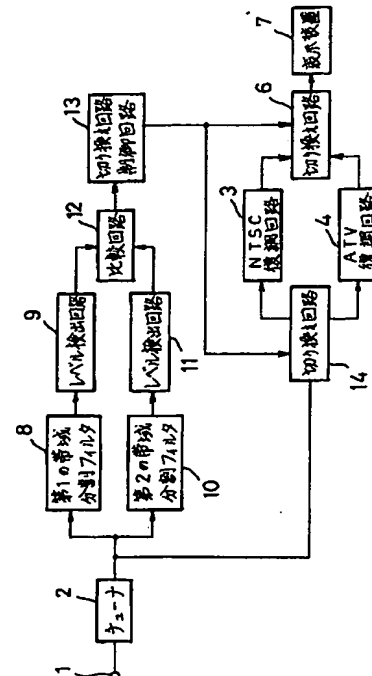 1
2
チューナ
8
第1の帯域
分割フィルタ
9
レベル検出回路
10
第2の帯域
分割フィルタ
11
レベル検出回路
12
比較回路
13
切り換え回路
制御回路
14
切り換え回路
3
NTSC
復調回路
4
ATV
復調回路
6
切り換え回路
7
表示装置